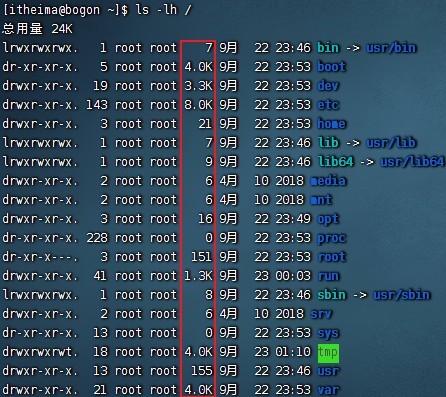 [itheima@bogon ~]$ ls -lh /
总用量 24K
lrwxrwxrwx.   1 root root    7 9月  22 23:46 bin -> usr/bin
dr-xr-xr-x.   5 root root 4.0K 9月  22 23:53 boot
drwxr-xr-x.  19 root root 3.3K 9月  22 23:53 dev
drwxr-xr-x. 143 root root 8.0K 9月  22 23:53 etc
drwxr-xr-x.   3 root root   21 9月  22 23:53 home
lrwxrwxrwx.   1 root root    7 9月  22 23:46 lib -> usr/lib
lrwxrwxrwx.   1 root root    9 9月  22 23:46 lib64 -> usr/lib64
drwxr-xr-x.   2 root root    6 4月  10 2018 media
drwxr-xr-x.   2 root root    6 4月  10 2018 mnt
drwxr-xr-x.   3 root root   16 9月  22 23:49 opt
dr-xr-xr-x. 228 root root    0 9月  22 23:53 proc
dr-xr-x---.   3 root root  151 9月  22 23:53 root
drwxr-xr-x.  41 root root 1.3K 9月  23 00:03 run
lrwxrwxrwx.   1 root root    8 9月  22 23:46 sbin -> usr/sbin
drwxr-xr-x.   2 root root    6 4月  10 2018 srv
dr-xr-xr-x.  13 root root    0 9月  22 23:53 sys
drwxrwxrwt.  18 root root 4.0K 9月  23 01:10 tmp
drwxr-xr-x.  13 root root  155 9月  22 23:46 usr
drwxr-xr-x.  21 root root 4.0K 9月  22 23:53 var